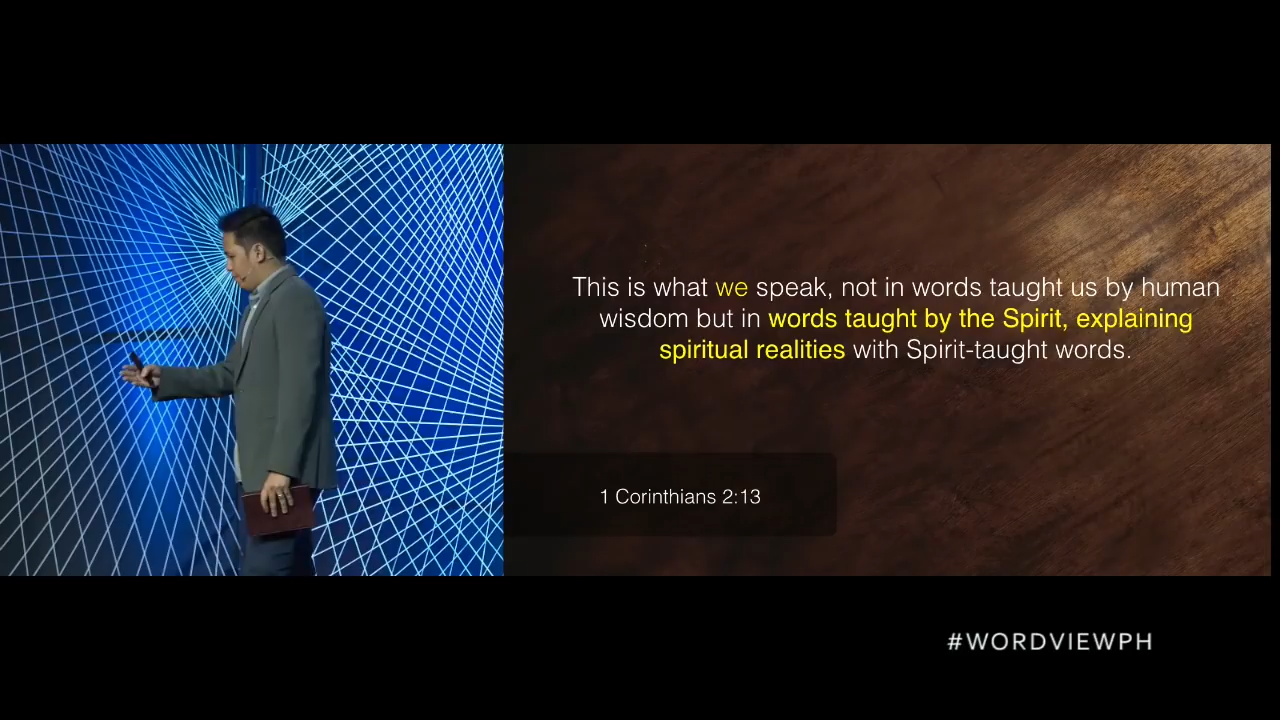 This is what we speak, not in words taught us by human
wisdom but in words taught by the Spirit, explaining
spiritual realities with Spirit-taught words.
1 Corinthians 2:13
#WORDVIEWPH